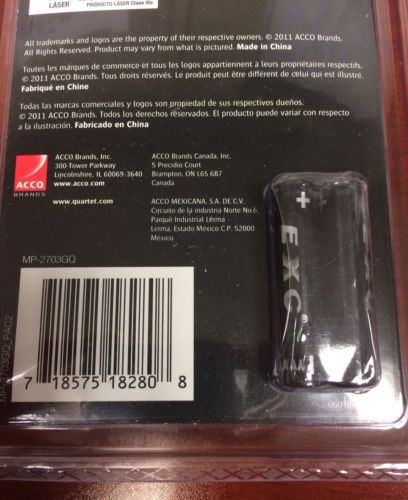 LÁSER
PRODUCTO LÁSER Clase IIIa
All trademarks and logos are the property of their respective owners. © 2011 ACCO Brands.
All Rights Reserved. Product may vary from what is pictured. Made in China
Toutes les marques de commerce et tous les logos appartiennent à leurs propriétaires respectifs.
© 2011 ACCO Brands. Tous droits réservés. Le produit peut être différent de celui qui est illustré.
Fabriqué en Chine
Todas las marcas comerciales y logos son propiedad de sus respectivos dueños.
© 2011 ACCO Brands. Todos los derechos reservados. El producto puede variar con respecto
a la ilustración. Fabricado en China
ACCO
BRANDS
ACCO Brands, Inc.
300 Tower Parkway
Lincolnshire, IL 60069-3640
www.acco.com
www.quartet.com
ACCO Brands Canada, Inc.
5 Precidio Court
Brampton, ON L6S 6B7
Canada
ACCO MEXICANA, S.A. DE C.V.
Circuito de la industria Norte No.6,
Parque Industrial Lerma
Lerma, Estado México C.P. 52000
México
MP-2703GQ
MP-2703GQ_PAC2
7 18575 18280 8
+
EXC®